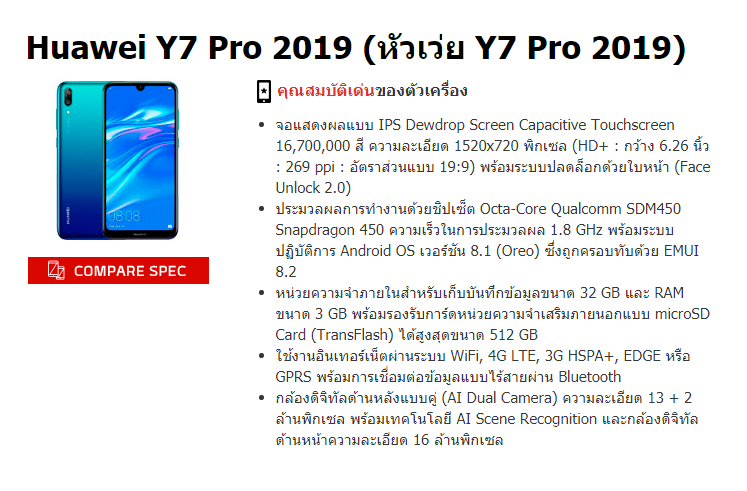 Huawei Y7 Pro 2019 (หัวเว่ย Y7 Pro 2019)
คุณสมบัติเด่นของตัวเครื่อง
• จอแสดงผลแบบ IPS Dewdrop Screen Capacitive Touchscreen
16,700,000 สี ความละเอียด 1520x720 พิกเซล (HD+ : กว้าง 6.26 นิ้ว
: 269 ppi : อัตราส่วนแบบ 19:9) พร้อมระบบปลดล็อกด้วยใบหน้า (Face
Unlock 2.0)
• ประมวลผลการทำงานด้วยชิปเซ็ต Octa-Core Qualcomm SDM450
Snapdragon 450 ความเร็วในการประมวลผล 1.8 GHz พร้อมระบบ
ปฏิบัติการ Android OS เวอร์ชัน 8.1 (Oreo) ซึ่งถูกครอบทับด้วย EMUI
8.2
• หน่วยความจำภายในสำหรับเก็บบันทึกข้อมูลขนาด 32 GB และ RAM
ขนาด 3 GB พร้อมรองรับการ์ดหน่วยความจำเสริมภายนอกแบบ microSD
Card (TransFlash) ได้สูงสุดขนาด 512 GB
• ใช้งานอินเทอร์เน็ตผ่านระบบ WiFi, 4G LTE, 3G HSPA+, EDGE หรือ
GPRS พร้อมการเชื่อมต่อข้อมูลแบบไร้สายผ่าน Bluetooth
• กล้องดิจิทัลด้านหลังแบบคู่ (AI Dual Camera) ความละเอียด 13 + 2
ล้านพิกเซล พร้อมเทคโนโลยี AI Scene Recognition และกล้องดิจิทัล
ด้านหน้าความละเอียด 16 ล้านพิกเซล
HUAWEI
08:08
HUAWEI
COMPARE SPEC